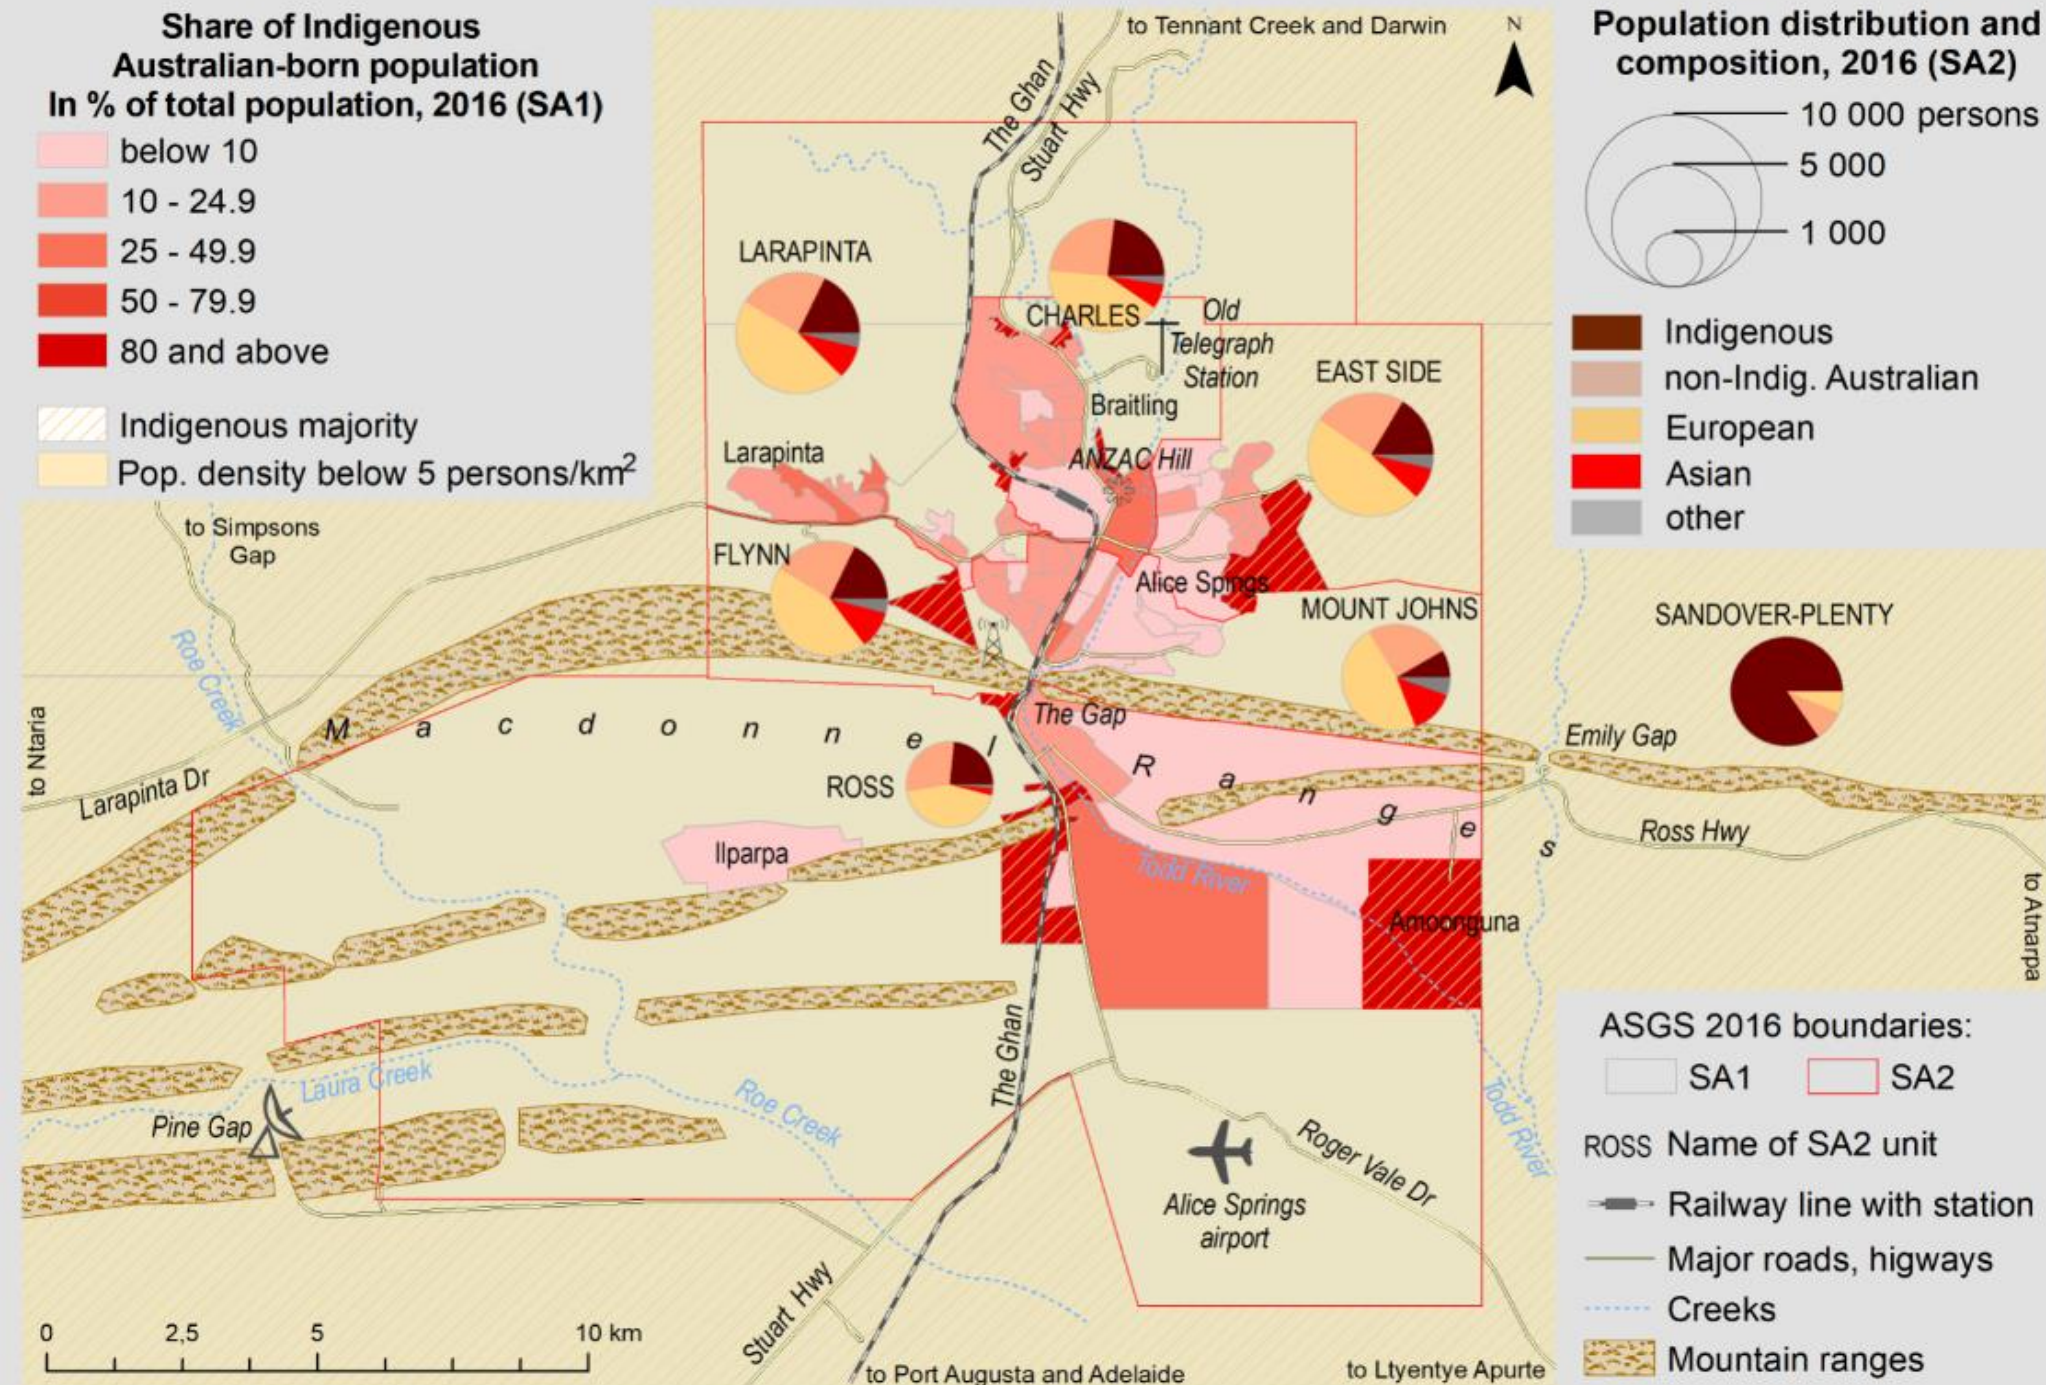 Share of Indigenous
Australian-born population
In % of total population, 2016 (SA1)
below 10
10 - 24.9
25 - 49.9
50 - 79.9
80 and above
Indigenous majority
Pop. density below 5 persons/km²
Population distribution and
composition, 2016 (SA2)
10 000 persons
5 000
1 000
Indigenous
non-Indig. Australian
European
Asian
other
N
to Tennant Creek and Darwin
The Ghan
Stuart Hwy
LARAPINTA
CHARLES
Old
Telegraph
Station
EAST SIDE
Braitling
Larapinta
ANZAC Hill
to Simpsons
Gap
FLYNN
Alice Spings
MOUNT JOHNS
SANDOVER-PLENTY
Roe Creek
to Ntaria
Larapinta Dr
Macdonnel
Ranges
The Gap
Emily Gap
ROSS
Ross Hwy
Ilparpa
Todd River
Amoonguna
to Atnarpa
The Ghan
Laura Creek
Roe Creek
Pine Gap
Todd River
Roger Vale Dr
Alice Springs
airport
Stuart Hwy
to Port Augusta and Adelaide
to Ltyentye Apurte
0 2,5 5 10 km
ASGS 2016 boundaries:
SA1 SA2
ROSS Name of SA2 unit
Railway line with station
Major roads, higways
Creeks
Mountain ranges